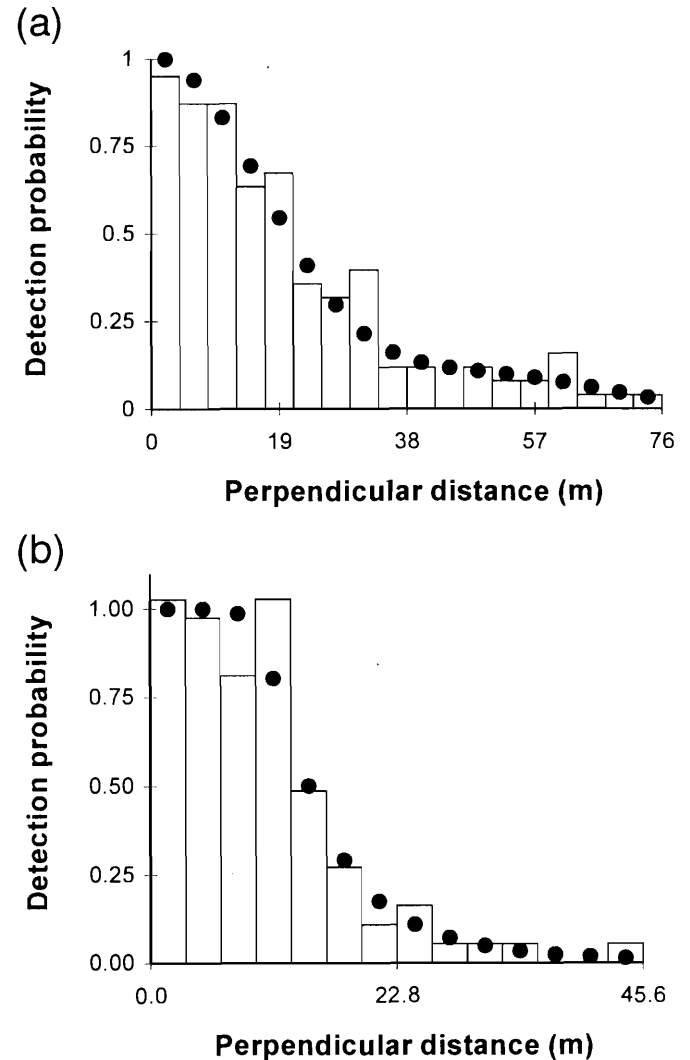 (a)
Detection probability
1
0.75
0.5
0.25
0
0 19 38 57 76
Perpendicular distance (m)
(b)
Detection probability
1.00
0.75
0.50
0.25
0.00
0.0 22.8 45.6
Perpendicular distance (m)